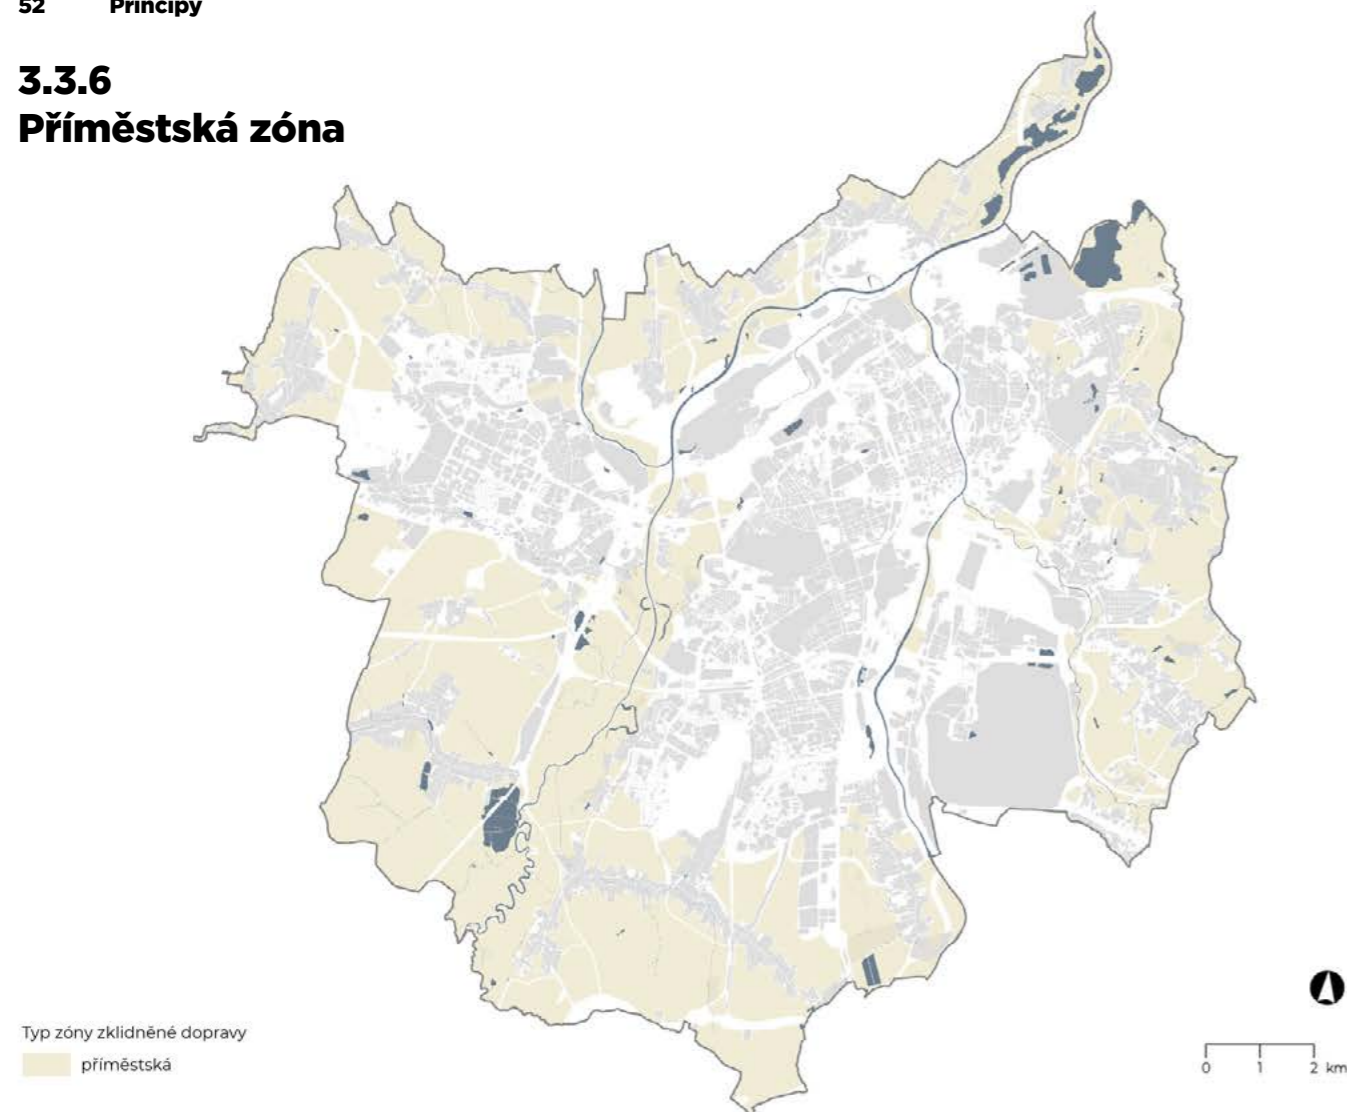 52 Principy
3.3.6
Příměstská zóna
Typ zóny zklidněné dopravy
příměstská
0 1 2 km